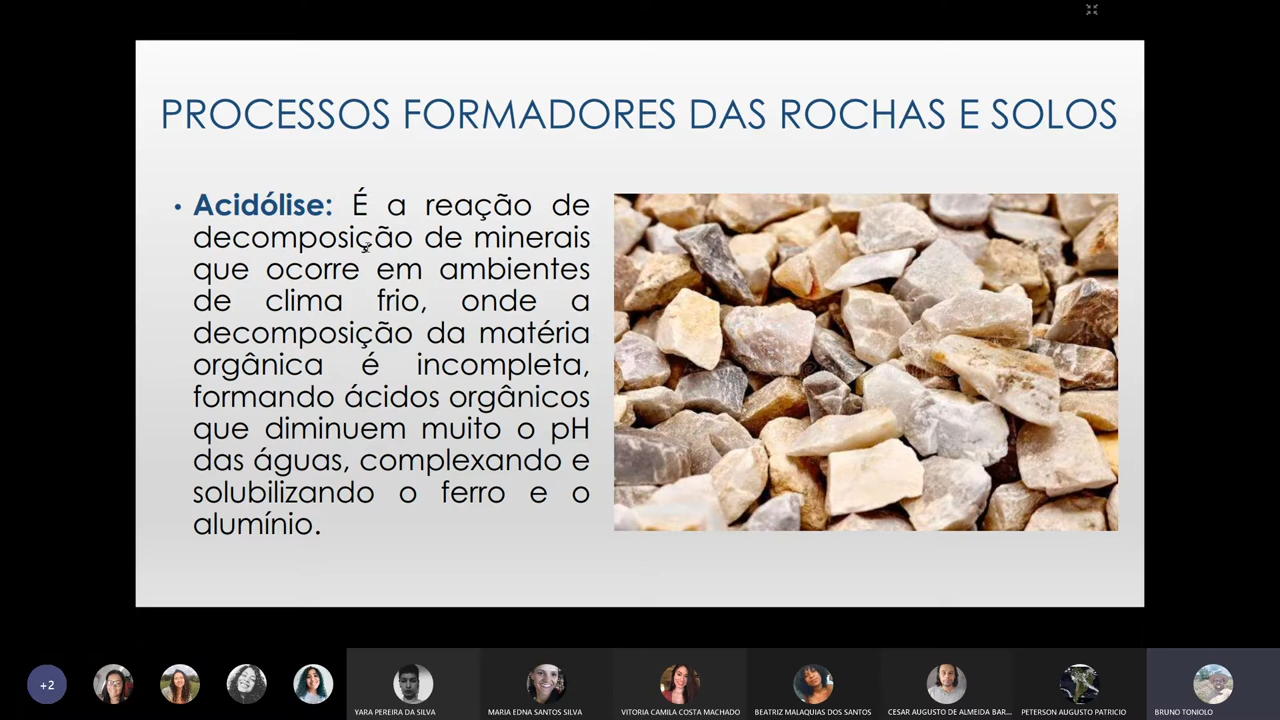 PROCESSOS FORMADORES DAS ROCHAS E SOLOS
• Acidólise: É a reação de
decomposição de minerais
que ocorre em ambientes
de clima frio, onde a
decomposição da matéria
orgânica é incompleta,
formando ácidos orgânicos
que diminuem muito o pH
das águas, complexando e
solubilizando o ferro e o
alumínio.
+2
YARA PEREIRA DA SILVA
MARIA EDNA SANTOS SILVA
VITORIA CAMILA COSTA MACHADO
BEATRIZ MALAQUIAS DOS SANTOS
CESAR AUGUSTO DE ALMEIDA BAR...
PETERSON AUGUSTO PATRICIO
BRUNO TONIOLO